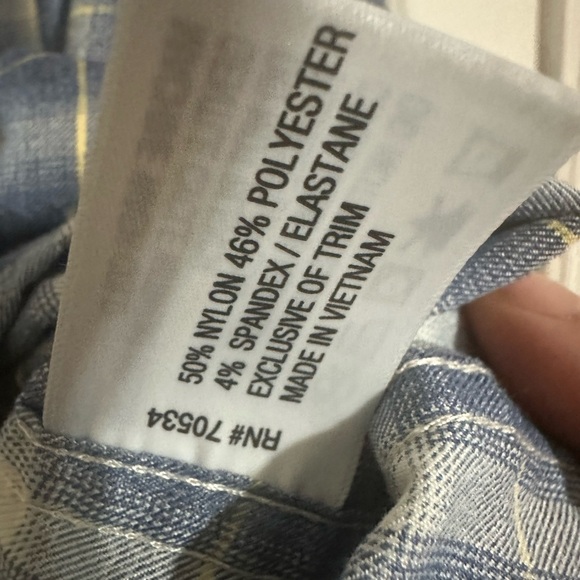 50% NYLON 46% POLYESTER
4% SPANDEX / ELASTANE
EXCLUSIVE OF TRIM
MADE IN VIETNAM
RN# 70534